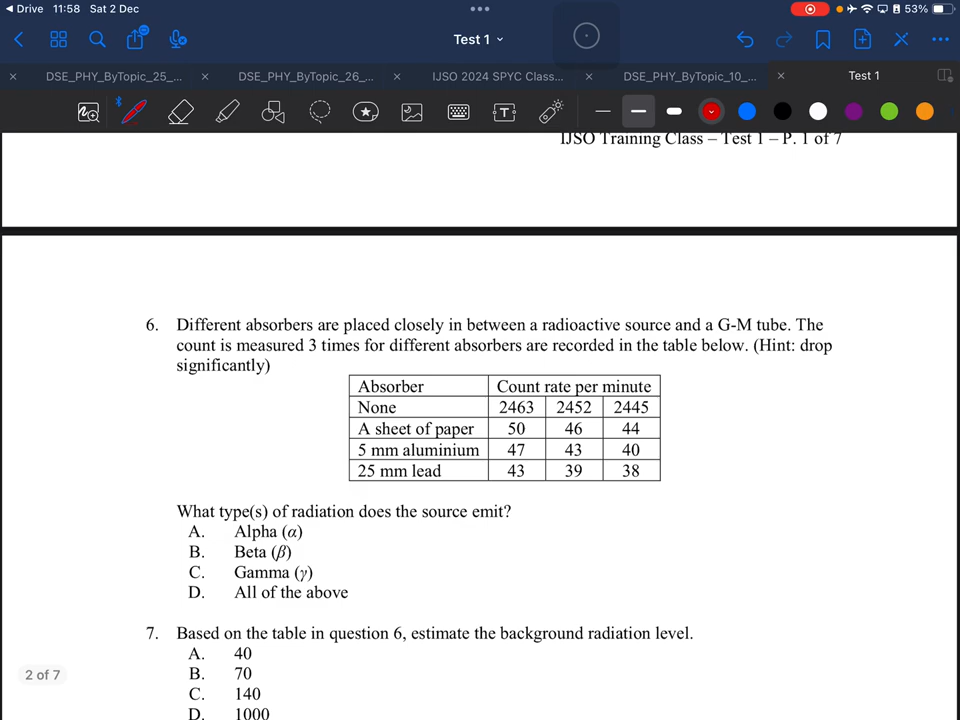 ◂ Drive 11:58 Sat 2 Dec
53%
Test 1
DSE_PHY_ByTopic_25_...
DSE_PHY_ByTopic_26_...
IJSO 2024 SPYC Class...
DSE_PHY_ByTopic_10_...
Test 1
IJSO Training Class – Test 1 – P. 1 of 7
6. Different absorbers are placed closely in between a radioactive source and a G-M tube. The
count is measured 3 times for different absorbers are recorded in the table below. (Hint: drop
significantly)
Absorber Count rate per minute
None 2463 2452 2445
A sheet of paper 50 46 44
5 mm aluminium 47 43 40
25 mm lead 43 39 38
What type(s) of radiation does the source emit?
A. Alpha (α)
B. Beta (β)
C. Gamma (γ)
D. All of the above
7. Based on the table in question 6, estimate the background radiation level.
A. 40
B. 70
C. 140
D. 1000
2 of 7